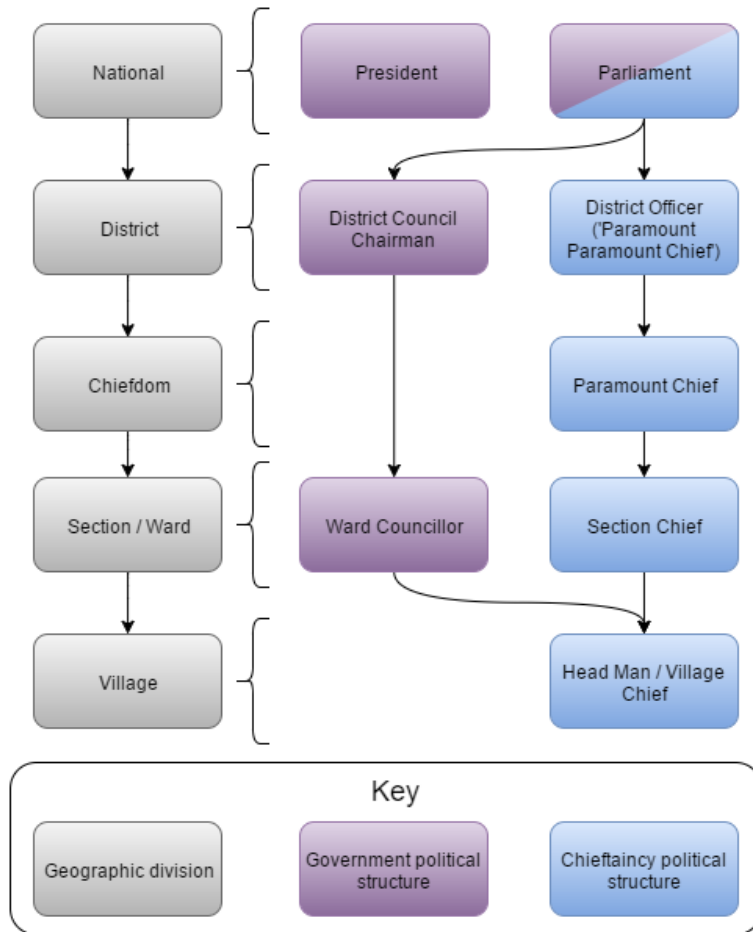 National
President
Parliament
District
District Council
Chairman
District Officer
('Paramount
Paramount Chief')
Chiefdom
Paramount Chief
Section / Ward
Ward Councillor
Section Chief
Village
Head Man / Village
Chief
Key
Geographic division
Government political
structure
Chieftaincy political
structure